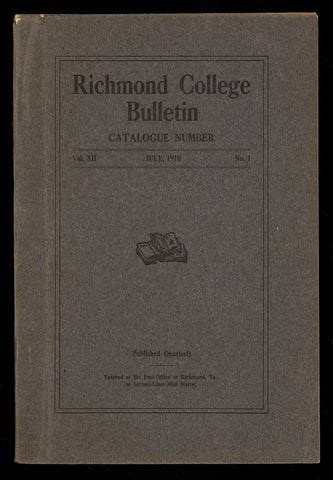 Richmond College
Bulletin
CATALOGUE NUMBER
Vol. XII JULY, 1910 No. 1
Published Quarterly
Entered at the Post-Office at Richmond, Va.,
as Second-Class Mail Matter